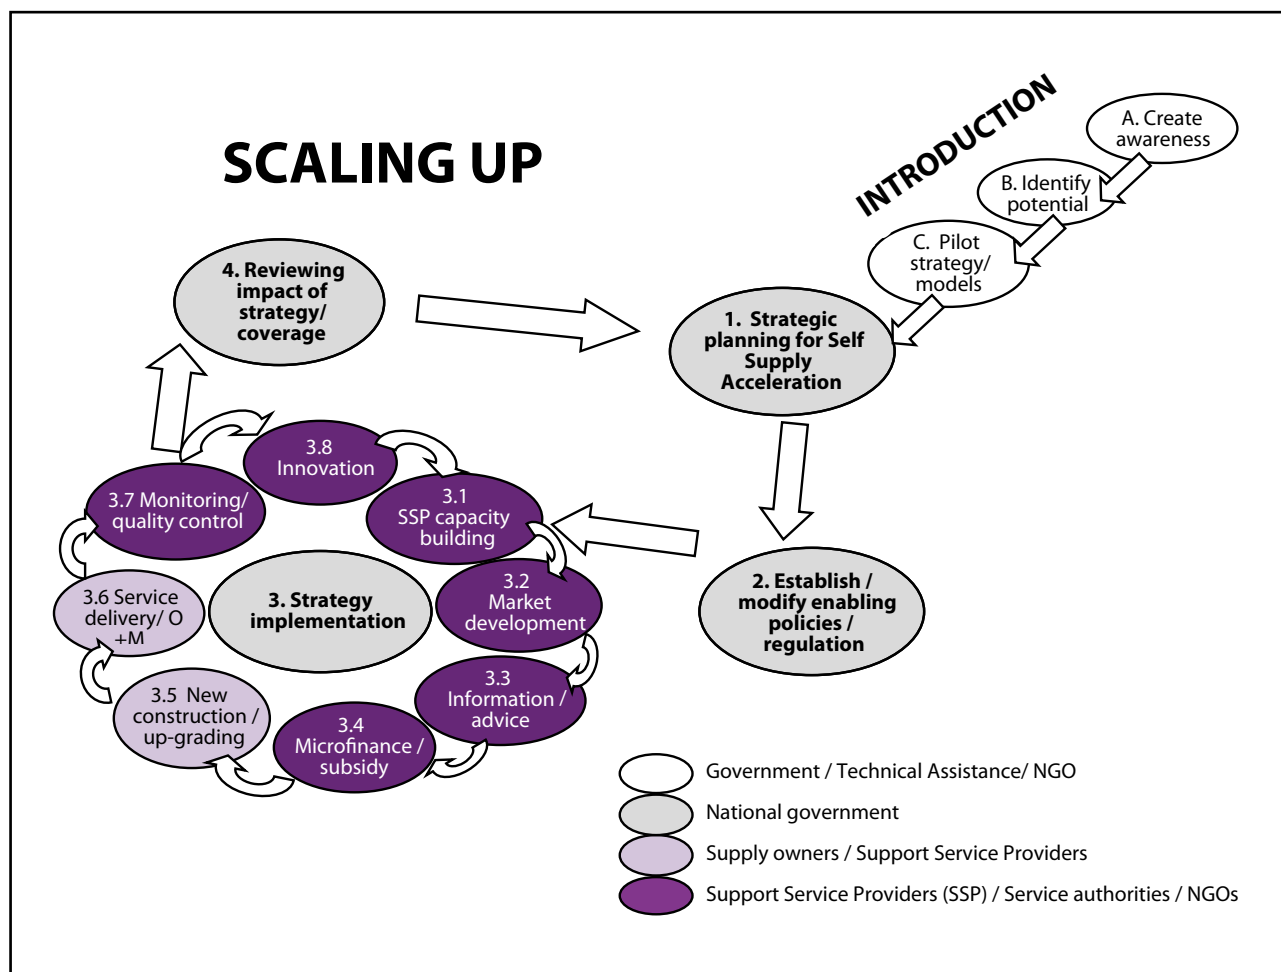 SCALING UP
INTRODUCTION
A. Create
awareness
B. Identify
potential
C. Pilot
strategy/
models
4. Reviewing
impact of
strategy/
coverage
1. Strategic
planning for Self
Supply
Acceleration
2. Establish /
modify enabling
policies /
regulation
3. Strategy
implementation
3.8
Innovation
3.1
SSP capacity
building
3.2
Market
development
3.3
Information /
advice
3.4
Microfinance /
subsidy
3.5 New
construction /
up-grading
3.6 Service
delivery/ O
+M
3.7 Monitoring/
quality control
Government / Technical Assistance/ NGO
National government
Supply owners / Support Service Providers
Support Service Providers (SSP) / Service authorities / NGOs